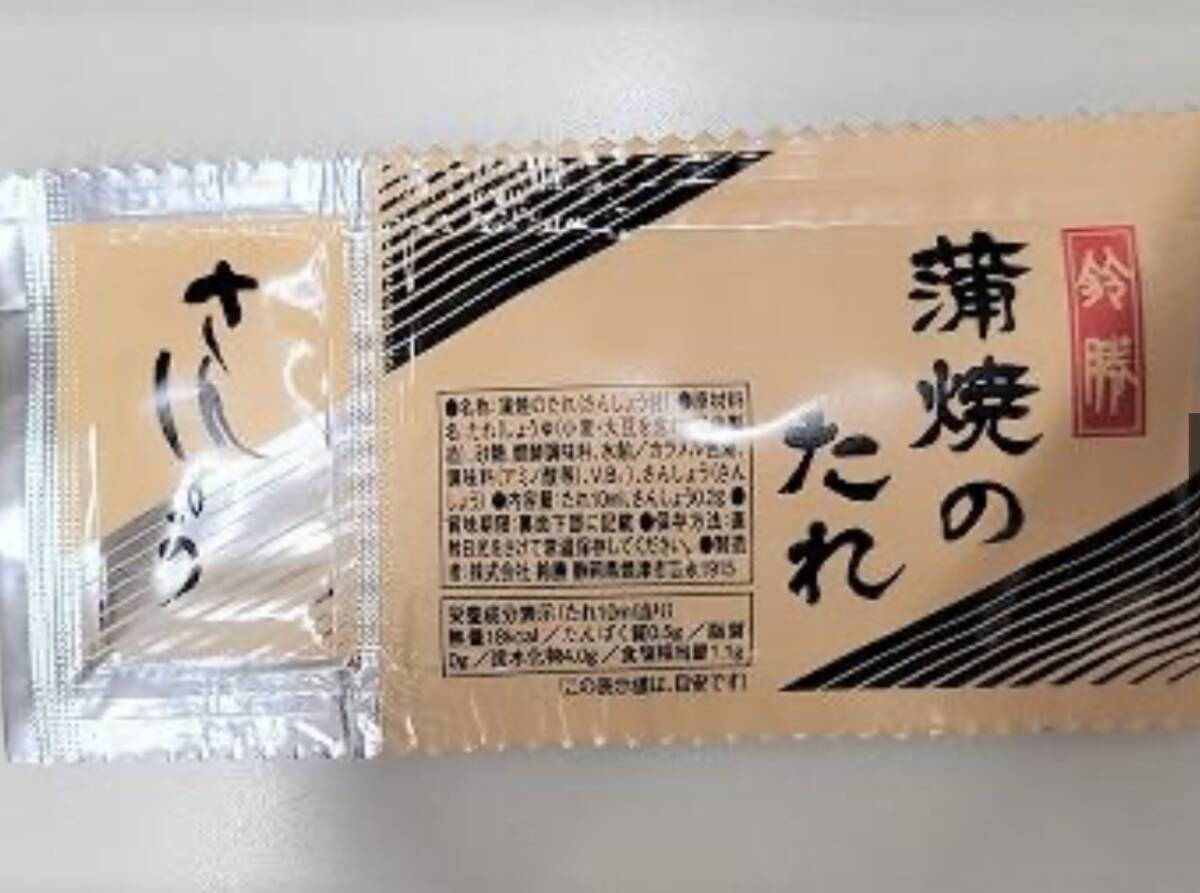 鈴勝
蒲焼の
たれ
さんしょう
●名称:蒲焼のたれ(さんしょう付) ●原材料
名:たれ(しょうゆ(小麦・大豆を
造)、砂糖、醗酵調味料、水飴/カラメル色素、
調味料(アミノ酸等)、V.B₁)、さんしょう(さん
しょう) ●内容量:たれ10ml、さんしょう0.2g ●
賞味期限:裏面下部に記載 ●保存方法:直
射日光をさけて常温保存してください。 ●製造
者:株式会社 鈴勝 静岡県焼津市 1915
栄養成分表示(たれ10ml当り)
熱量18kcal/たんぱく質0.5g/脂質
0g/炭水化物4.0g/食塩相当量1.1g
(この表示値は、目安です)